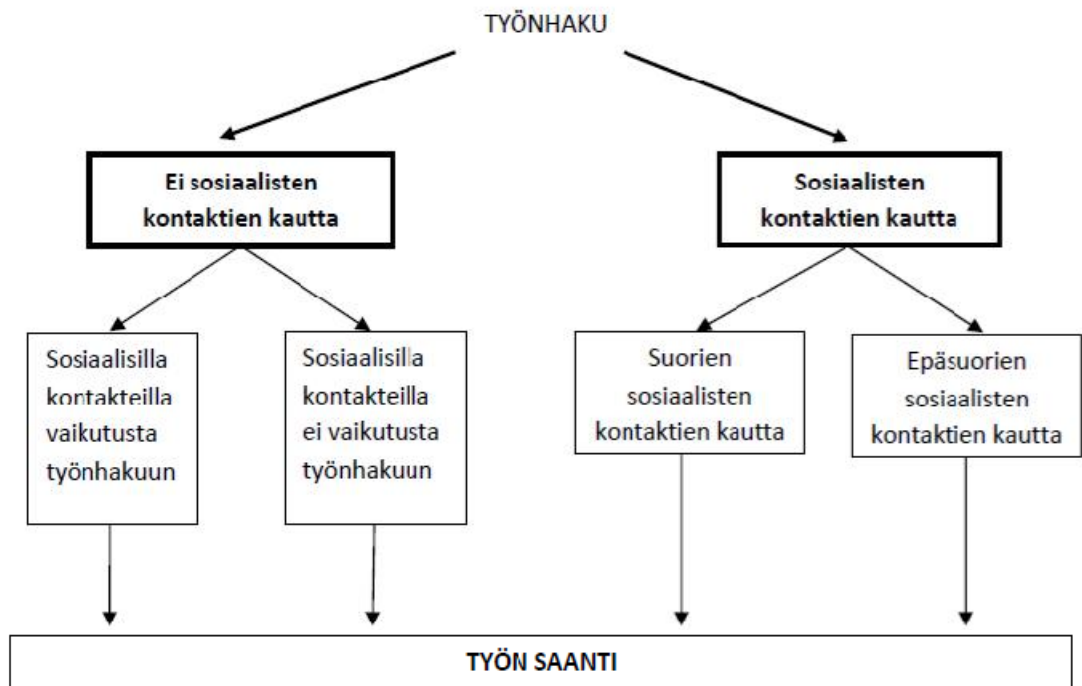 TYÖNHAKU
Ei sosiaalisten
kontaktien kautta
Sosiaalisten
kontaktien kautta
Sosiaalisilla
kontakteilla
vaikutusta
työnhakuun
Sosiaalisilla
kontakteilla
ei vaikutusta
työnhakuun
Suorien
sosiaalisten
kontaktien kautta
Epäsuorien
sosiaalisten
kontaktien kautta
TYÖN SAANTI